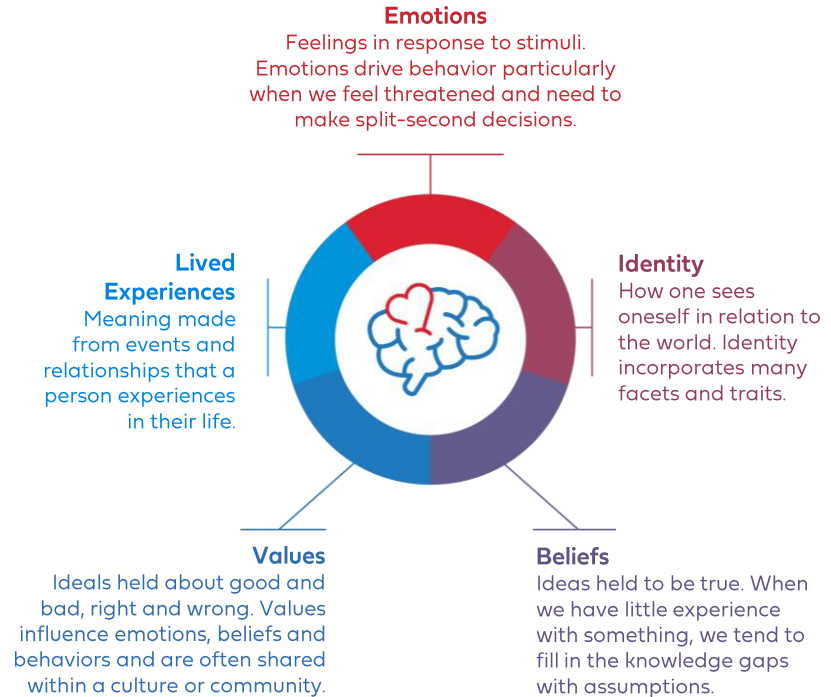 Emotions
Feelings in response to stimuli.
Emotions drive behavior particularly
when we feel threatened and need to
make split-second decisions.
Lived
Experiences
Meaning made
from events and
relationships that a
person experiences
in their life.
Identity
How one sees
oneself in relation to
the world. Identity
incorporates many
facets and traits.
Values
Ideals held about good and
bad, right and wrong. Values
influence emotions, beliefs and
behaviors and are often shared
within a culture or community.
Beliefs
Ideas held to be true. When
we have little experience
with something, we tend to
fill in the knowledge gaps
with assumptions.